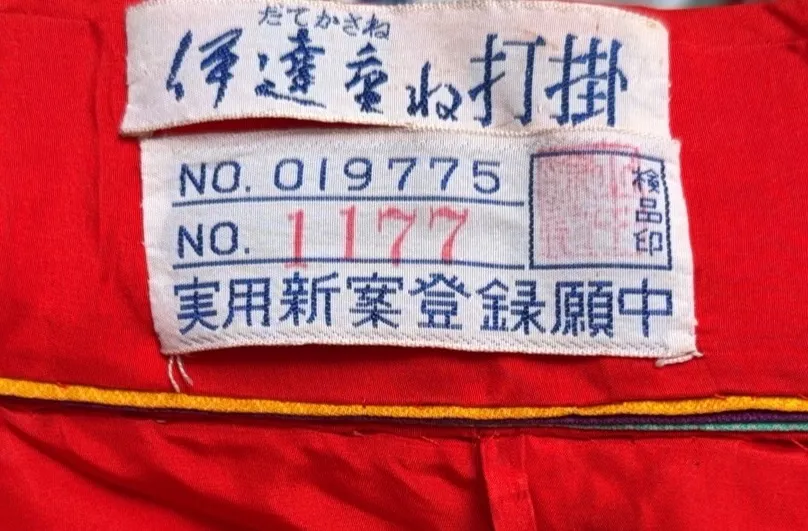 だてかさね
伊達重ね打掛
NO. 019775
NO. 1177
検品印
実用新案登録願中